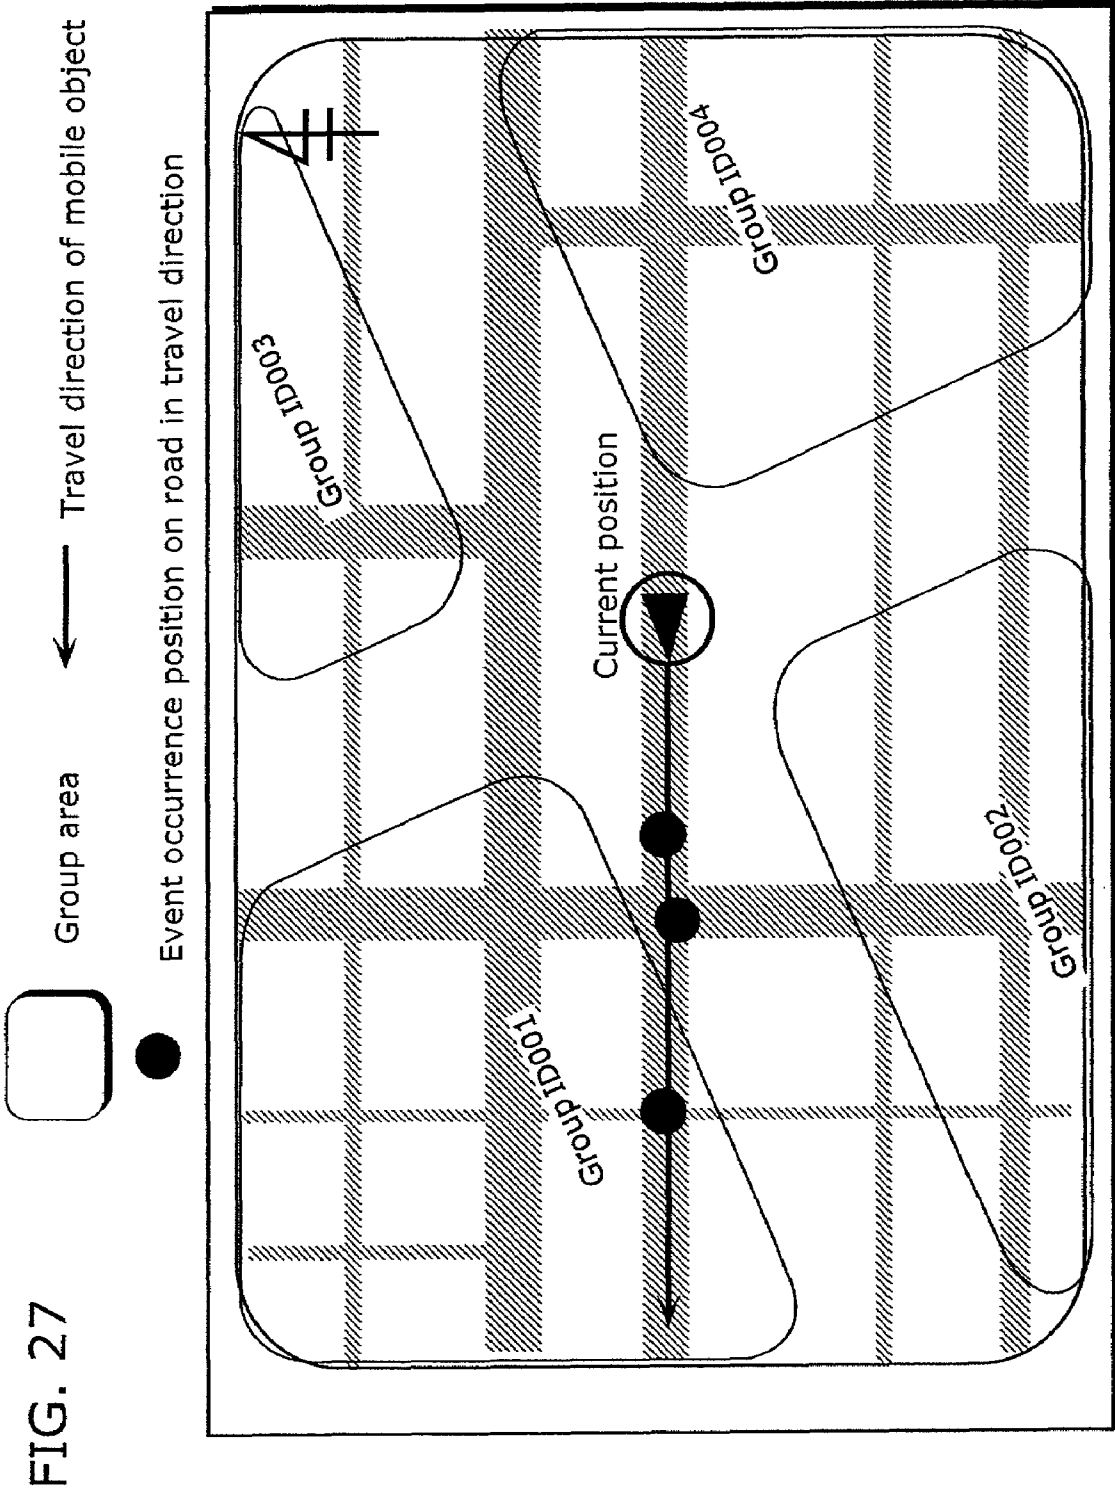 FIG. 27
Group area
Travel direction of mobile object
Event occurrence position on road in travel direction
Group ID003
Group ID001
Current position
Group ID004
Group ID002